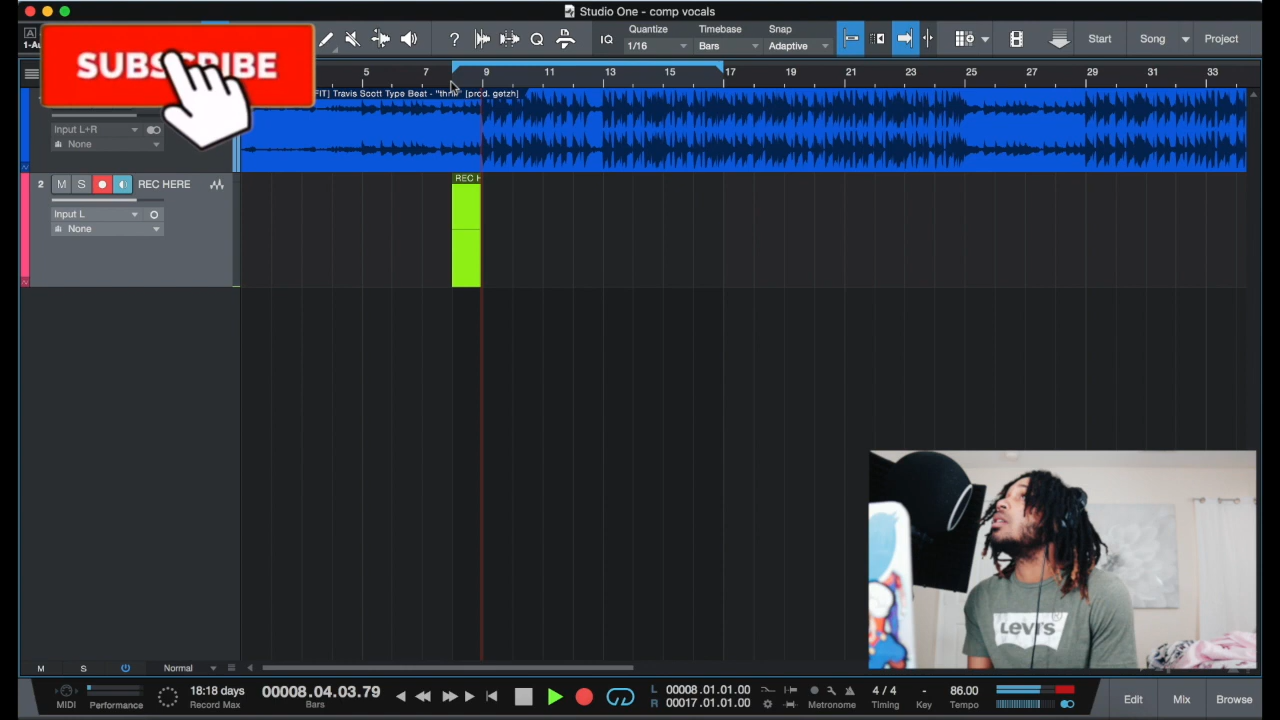 Studio One - comp vocals
SUBSCRIBE
A
IQ
Quantize
1/16
Timebase
Bars
Snap
Adaptive
Start
Song
Project
5 7 9 11 13 15 17 19 21 23 25 27 29 31 33
Travis Scott Type Beat - "thrill" [prod. getzh]
Input L+R
None
2 M S REC HERE
REC H
Input L
None
LEVI'S
M S Normal
MIDI
Performance
18:18 days
Record Max
00008.04.03.79
Bars
L 00008.01.01.00
R 00017.01.01.00
Metronome
4 / 4
Timing
-
Key
86.00
Tempo
Edit
Mix
Browse